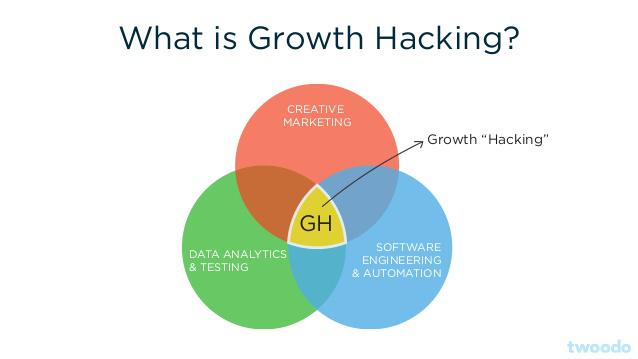 What is Growth Hacking?
CREATIVE
MARKETING
Growth “Hacking”
GH
DATA ANALYTICS
& TESTING
SOFTWARE
ENGINEERING
& AUTOMATION
twoodo